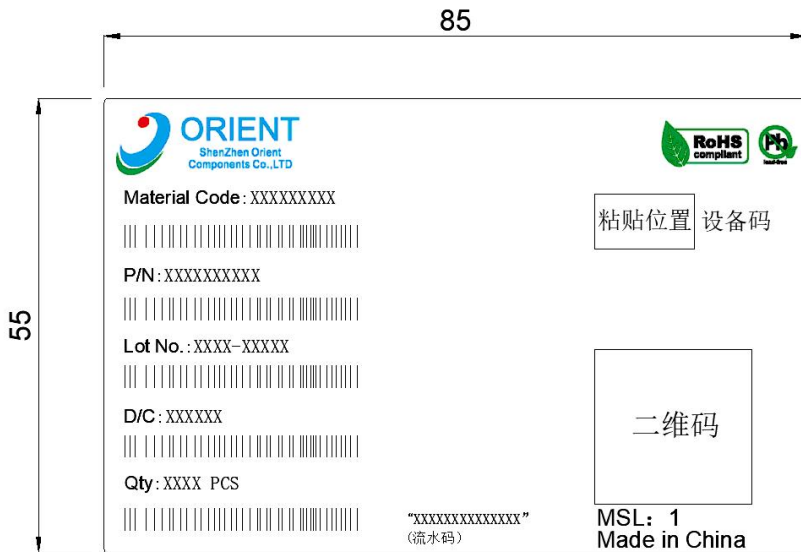 85
ORIENT
ShenZhen Orient
Components Co.,LTD
RoHS
compliant
Pb
lead-free
Material Code: XXXXXXXXX
粘贴位置 设备码
P/N: XXXXXXXXXX
55
Lot No.: XXXX-XXXXX
D/C: XXXXXX
二维码
Qty: XXXX PCS
“XXXXXXXXXXXXXX”
(流水码)
MSL: 1
Made in China